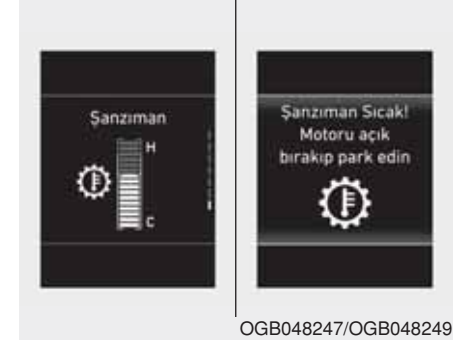 Şanzıman
H
C
Şanzıman Sıcak!
Motoru açık
bırakıp park edin
OGB048247/OGB048249